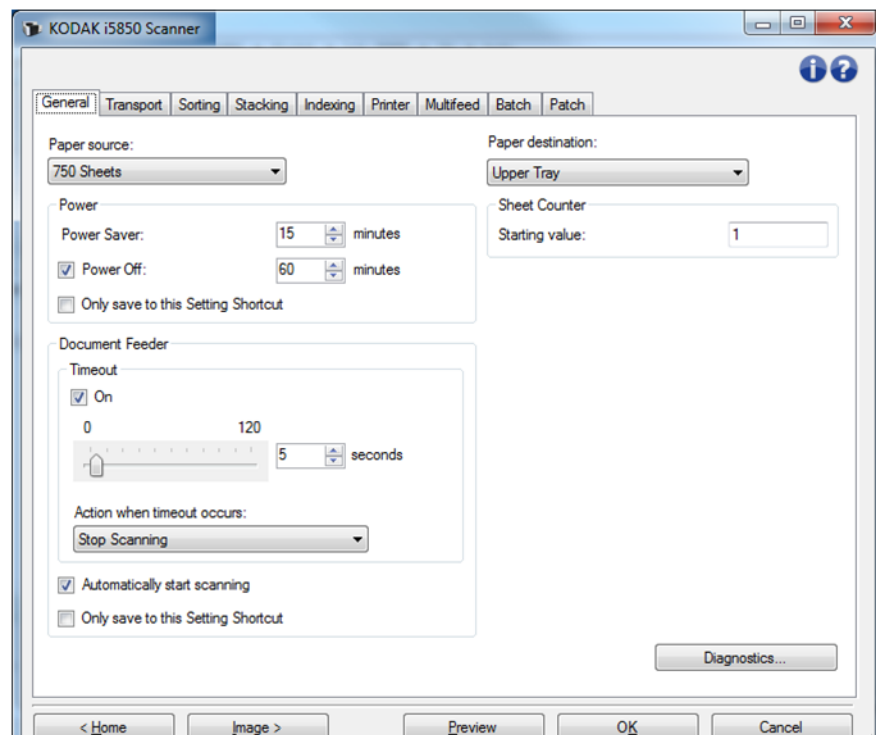 KODAK i5850 Scanner
General Transport Sorting Stacking Indexing Printer Multifeed Batch Patch
Paper source:
750 Sheets
Paper destination:
Upper Tray
Power
Power Saver: 15 minutes
Power Off: 60 minutes
Only save to this Setting Shortcut
Sheet Counter
Starting value: 1
Document Feeder
Timeout
On
0 120
5 seconds
Action when timeout occurs:
Stop Scanning
Automatically start scanning
Only save to this Setting Shortcut
Diagnostics...
< Home Image > Preview OK Cancel